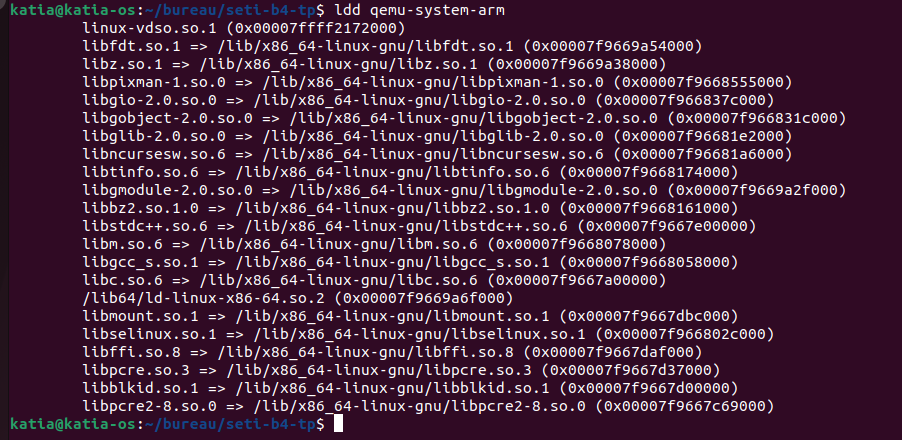 katia@katia-os:~/bureau/seti-b4-tp$ ldd qemu-system-arm
linux-vdso.so.1 (0x00007ffff2172000)
libfdt.so.1 => /lib/x86_64-linux-gnu/libfdt.so.1 (0x00007f9669a54000)
libz.so.1 => /lib/x86_64-linux-gnu/libz.so.1 (0x00007f9669a38000)
libpixman-1.so.0 => /lib/x86_64-linux-gnu/libpixman-1.so.0 (0x00007f9668555000)
libgio-2.0.so.0 => /lib/x86_64-linux-gnu/libgio-2.0.so.0 (0x00007f966837c000)
libgobject-2.0.so.0 => /lib/x86_64-linux-gnu/libgobject-2.0.so.0 (0x00007f966831c000)
libglib-2.0.so.0 => /lib/x86_64-linux-gnu/libglib-2.0.so.0 (0x00007f96681e2000)
libncursesw.so.6 => /lib/x86_64-linux-gnu/libncursesw.so.6 (0x00007f96681a6000)
libtinfo.so.6 => /lib/x86_64-linux-gnu/libtinfo.so.6 (0x00007f9668174000)
libgmodule-2.0.so.0 => /lib/x86_64-linux-gnu/libgmodule-2.0.so.0 (0x00007f9669a2f000)
libbz2.so.1.0 => /lib/x86_64-linux-gnu/libbz2.so.1.0 (0x00007f9668161000)
libstdc++.so.6 => /lib/x86_64-linux-gnu/libstdc++.so.6 (0x00007f9667e00000)
libm.so.6 => /lib/x86_64-linux-gnu/libm.so.6 (0x00007f9668078000)
libgcc_s.so.1 => /lib/x86_64-linux-gnu/libgcc_s.so.1 (0x00007f9668058000)
libc.so.6 => /lib/x86_64-linux-gnu/libc.so.6 (0x00007f9667a00000)
/lib64/ld-linux-x86-64.so.2 (0x00007f9669a6f000)
libmount.so.1 => /lib/x86_64-linux-gnu/libmount.so.1 (0x00007f9667dbc000)
libselinux.so.1 => /lib/x86_64-linux-gnu/libselinux.so.1 (0x00007f966802c000)
libffi.so.8 => /lib/x86_64-linux-gnu/libffi.so.8 (0x00007f9667daf000)
libpcre.so.3 => /lib/x86_64-linux-gnu/libpcre.so.3 (0x00007f9667d37000)
libblkid.so.1 => /lib/x86_64-linux-gnu/libblkid.so.1 (0x00007f9667d00000)
libpcre2-8.so.0 => /lib/x86_64-linux-gnu/libpcre2-8.so.0 (0x00007f9667c69000)
katia@katia-os:~/bureau/seti-b4-tp$